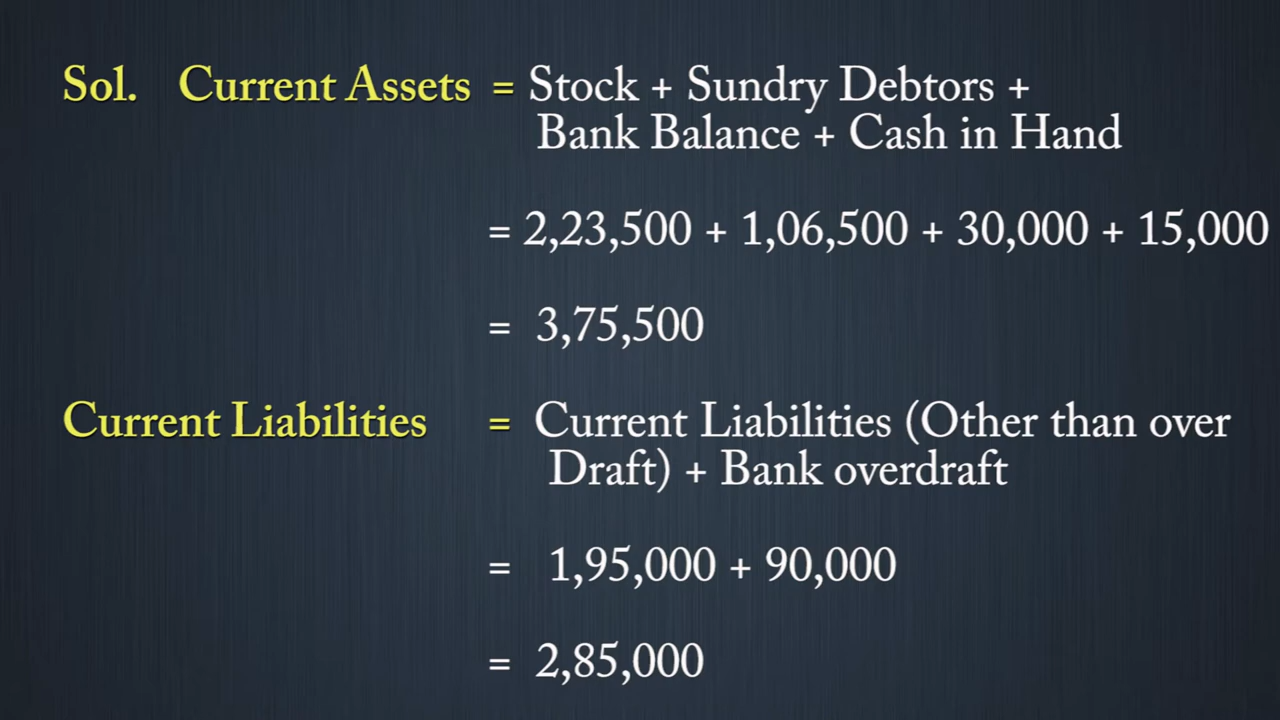 Sol. Current Assets = Stock + Sundry Debtors +
Bank Balance + Cash in Hand
= 2,23,500 + 1,06,500 + 30,000 + 15,000
= 3,75,500
Current Liabilities = Current Liabilities (Other than over
Draft) + Bank overdraft
= 1,95,000 + 90,000
= 2,85,000